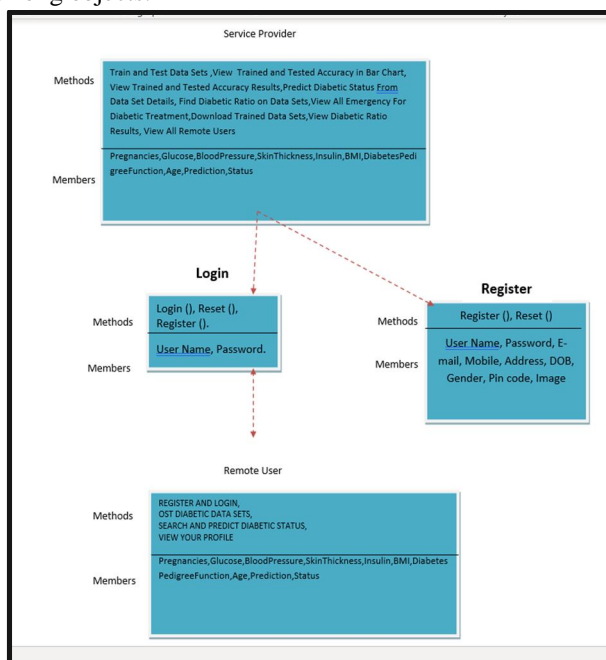 Service Provider
Methods
Train and Test Data Sets ,View Trained and Tested Accuracy in Bar Chart,
View Trained and Tested Accuracy Results,Predict Diabetic Status From
Data Set Details, Find Diabetic Ratio on Data Sets,View All Emergency For
Diabetic Treatment,Download Trained Data Sets,View Diabetic Ratio
Results, View All Remote Users
Members
Pregnancies,Glucose,BloodPressure,SkinThickness,Insulin,BMI,DiabetesPedi
greeFunction,Age,Prediction,Status
Login
Methods
Login (), Reset (),
Register ().
Members
User Name, Password.
Register
Methods
Register (), Reset ()
Members
User Name, Password, E-
mail, Mobile, Address, DOB,
Gender, Pin code, Image
Remote User
Methods
REGISTER AND LOGIN,
OST DIABETIC DATA SETS,
SEARCH AND PREDICT DIABETIC STATUS,
VIEW YOUR PROFILE
Members
Pregnancies,Glucose,BloodPressure,SkinThickness,Insulin,BMI,Diabetes
PedigreeFunction,Age,Prediction,Status